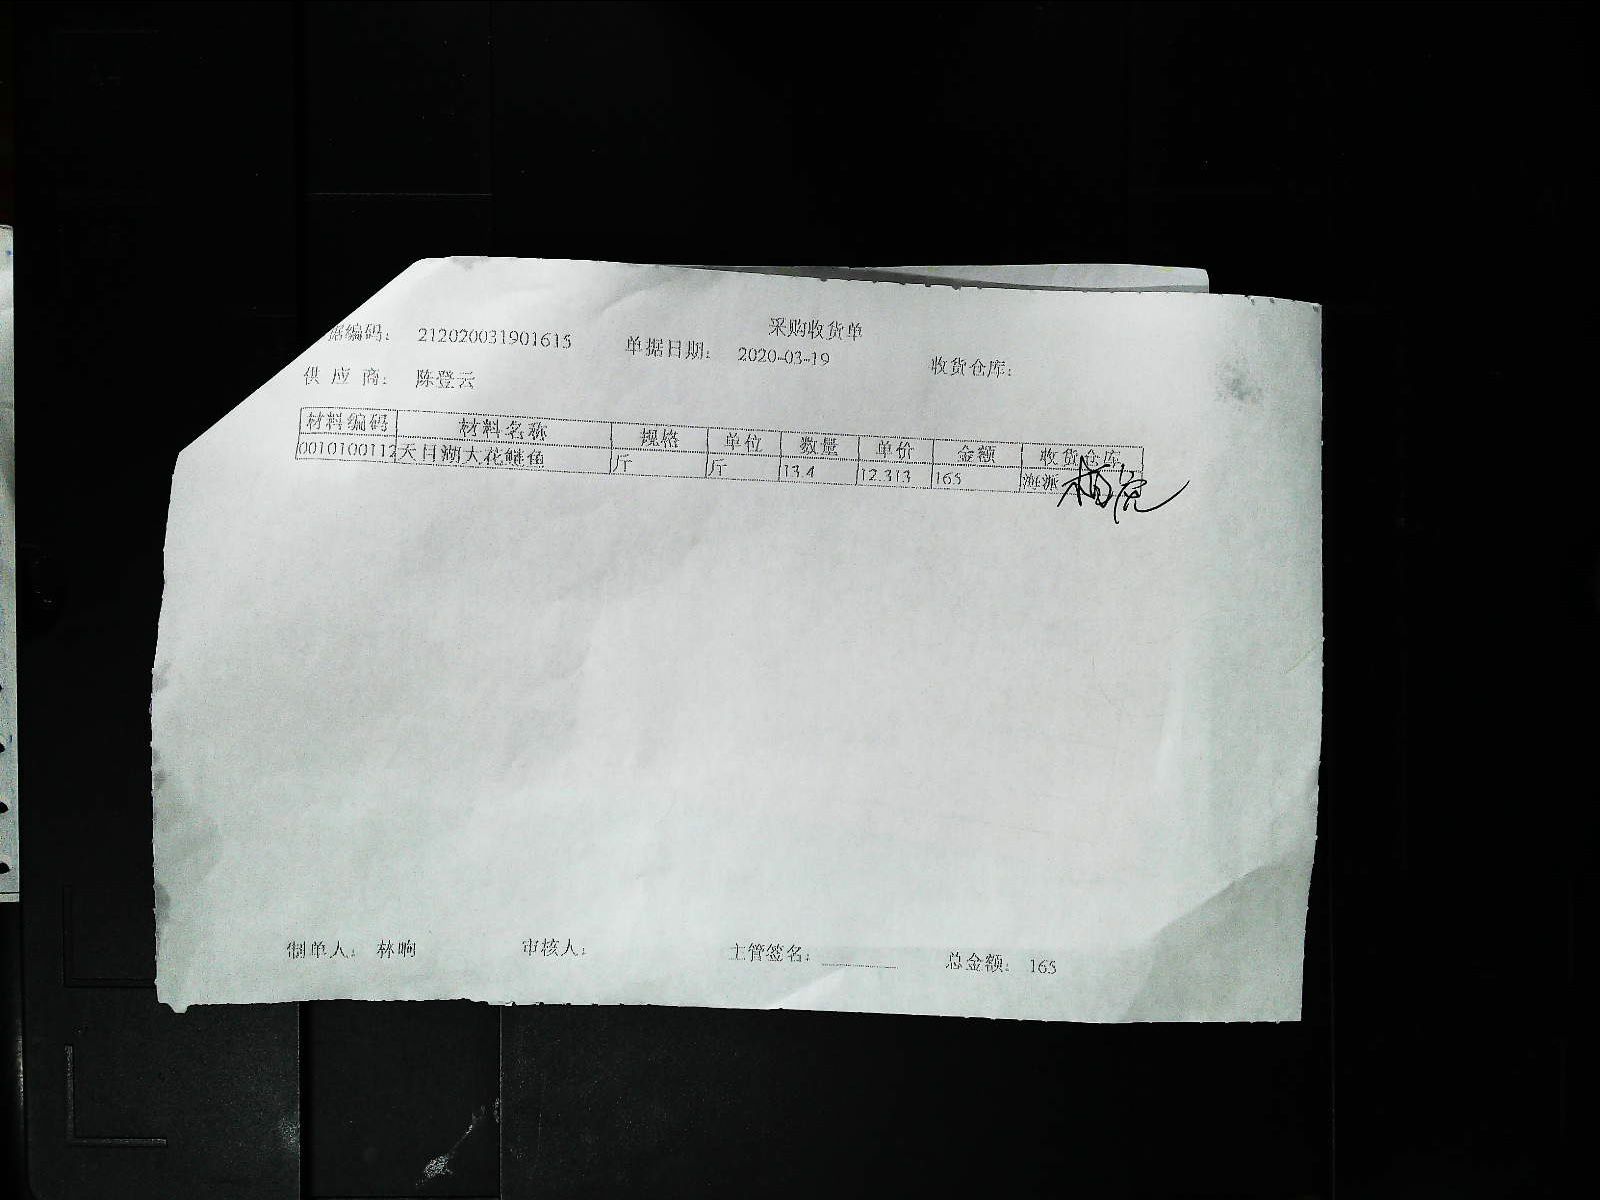 采购收货单
据编码： 212020031901615 单据日期： 2020-03-19 收货仓库：
供 应 商： 陈登云
材料编码 材料名称 规格 单位 数量 单价 金额 收货仓库
0010100112 天目湖大花鲢鱼 斤 斤 13.4 12.313 165 海派
制单人： 林响 审核人： 主管签名： 总金额： 165